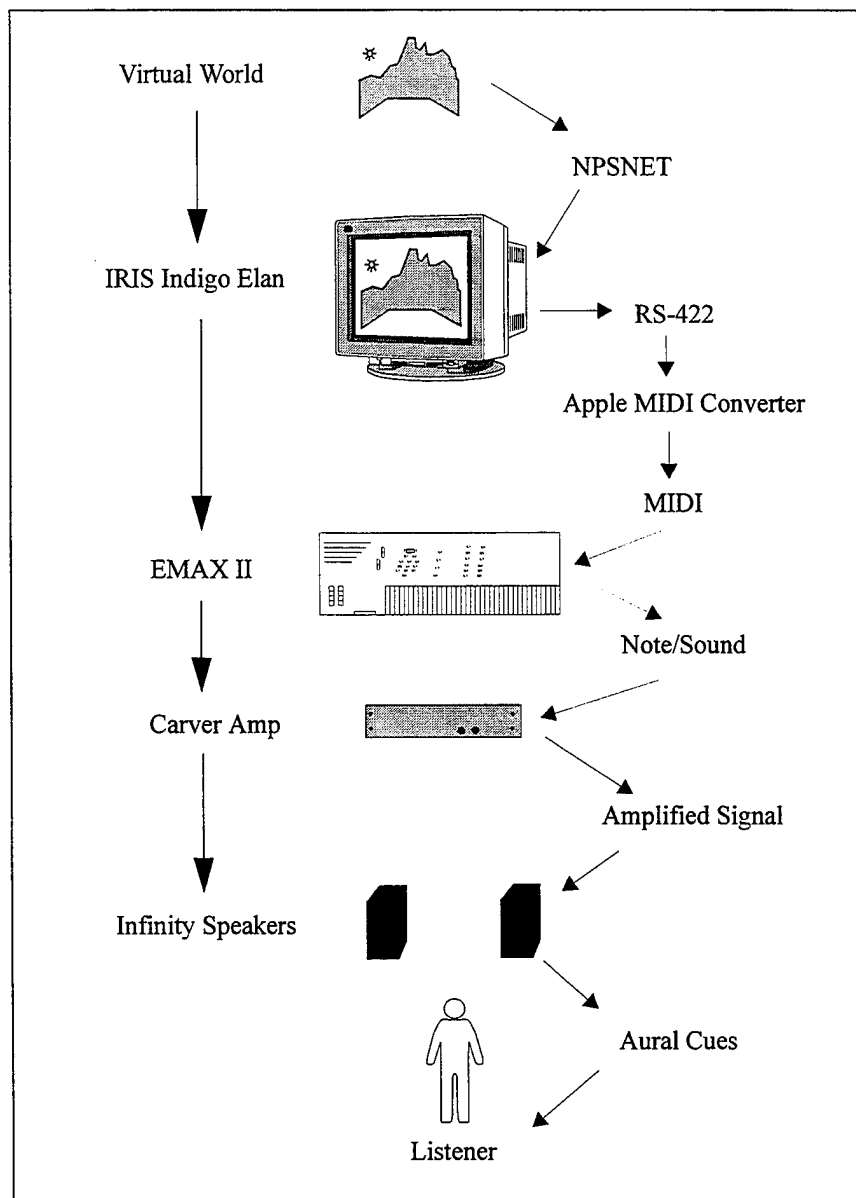 Virtual World
NPSNET
IRIS Indigo Elan
RS-422
Apple MIDI Converter
MIDI
EMAX II
Note/Sound
Carver Amp
Amplified Signal
Infinity Speakers
Aural Cues
Listener